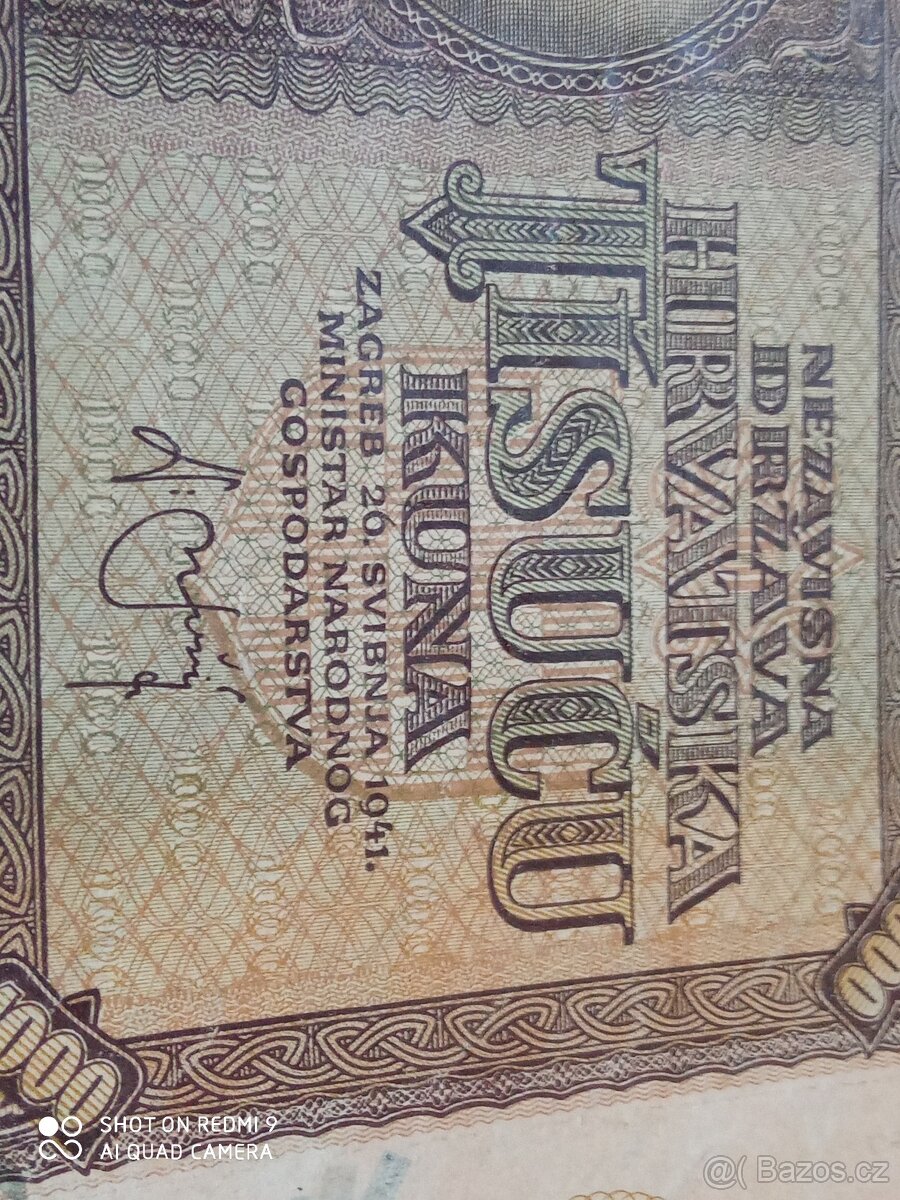 NEZAVISNA
DRŽAVA
HRVATSKA
TISUĆU
KUNA
ZAGREB 26. SVIBNJA 1941.
MINISTAR NARODNOG
GOSPODARSTVA
SHOT ON REDMI 9
AI QUAD CAMERA
@( Bazos.cz